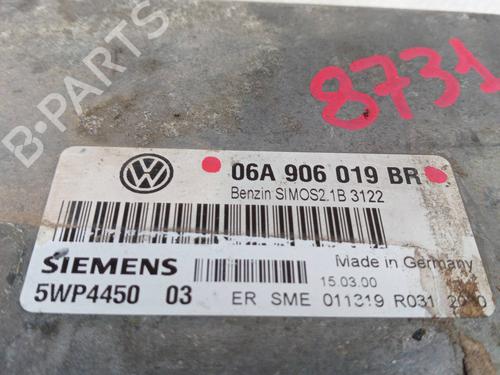 B-PARTS
8731
VW
06A 906 019 BR
Benzin SIMOS2.1B 3122
SIEMENS
Made in Germany
15.03.00
5WP4450 03
ER SME 011319 R031